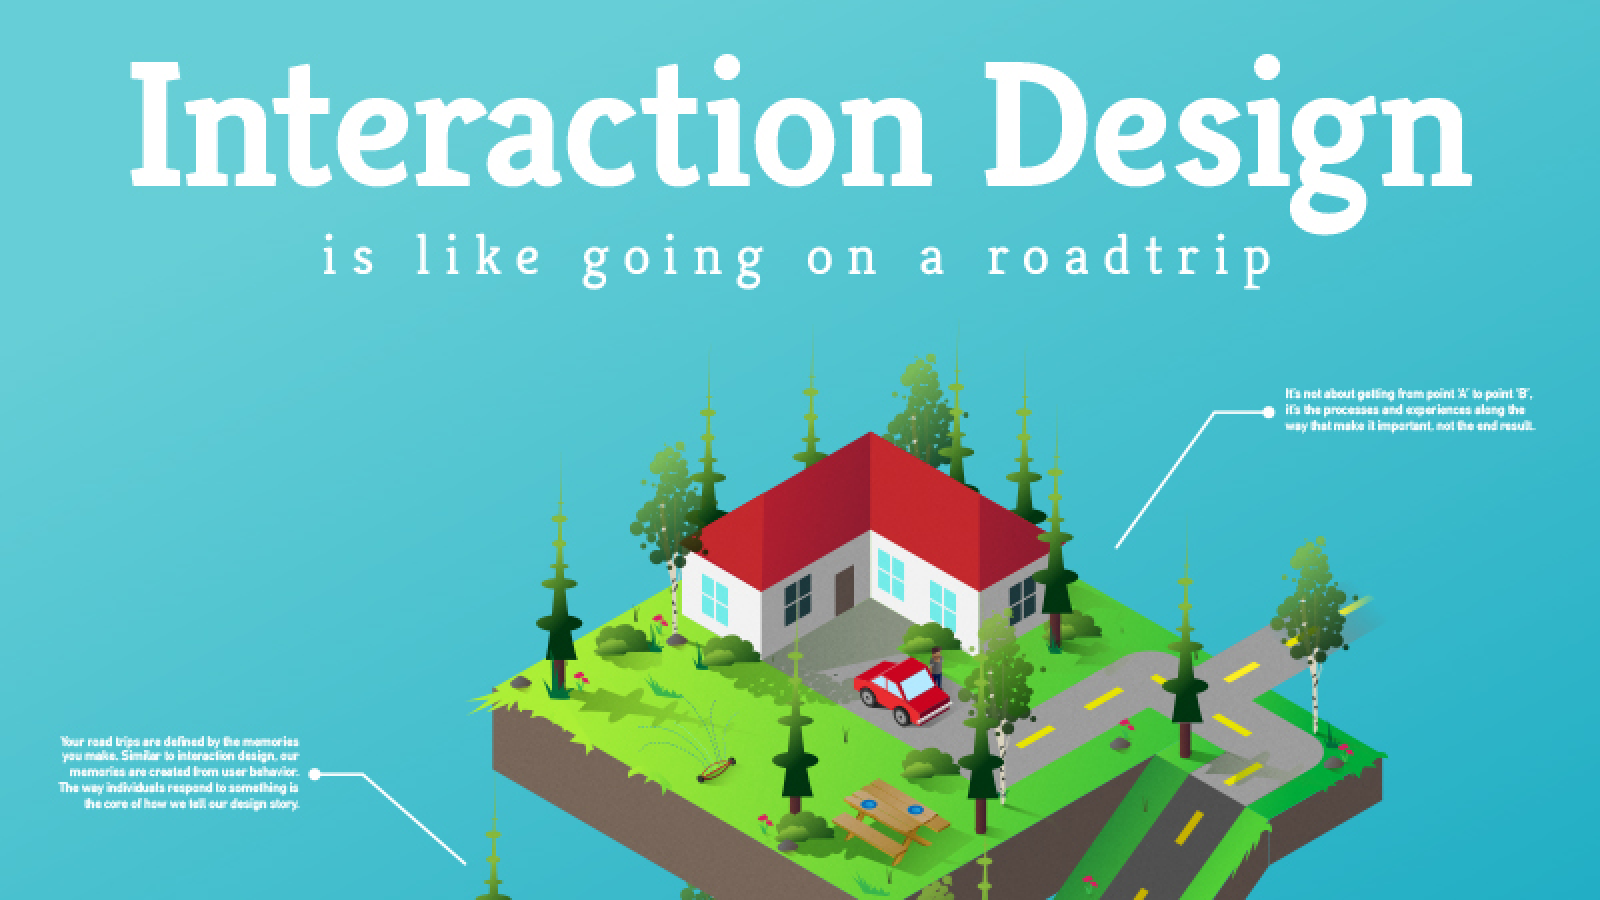 Interaction Design
is like going on a roadtrip
It's not about getting from point 'A' to point 'B',
it's the processes and experiences along the
way that make it important, not the end result.
Your road trips are defined by the memories
you make. Similar to interaction design, our
memories are created from user behavior.
The way individuals respond to something is
the core of how we tell our design story.